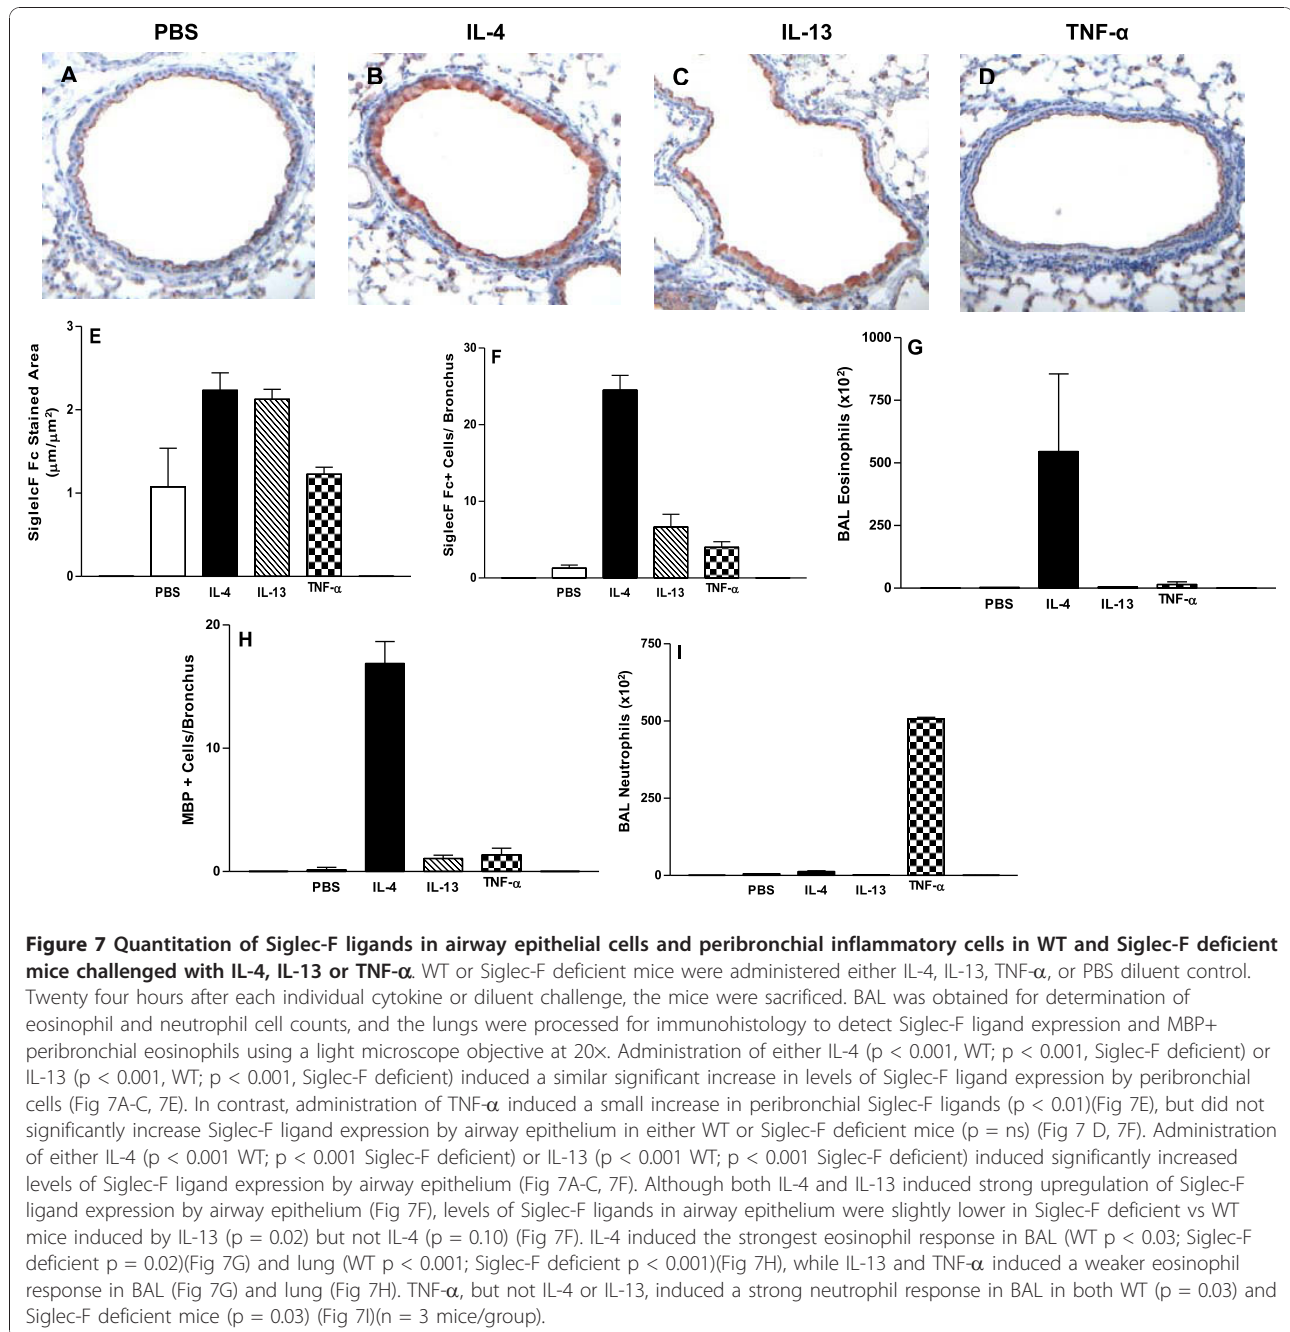 PBS IL-4 IL-13 TNF-α
A B C D
E
SiglelcF Fc Stained Area
(μm/μm²)
3
2
1
0
PBS IL-4 IL-13 TNF-α
F
SiglecF Fc+ Cells/ Bronchus
30
20
10
0
PBS IL-4 IL-13 TNF-α
G
BAL Eosinophils (x10²)
1000
750
500
250
0
PBS IL-4 IL-13 TNF-α
H
MBP + Cells/Bronchus
20
10
0
PBS IL-4 IL-13 TNF-α
I
BAL Neutrophils (x10²)
750
500
250
0
PBS IL-4 IL-13 TNF-α
Figure 7 Quantitation of Siglec-F ligands in airway epithelial cells and peribronchial inflammatory cells in WT and Siglec-F deficient
mice challenged with IL-4, IL-13 or TNF-α. WT or Siglec-F deficient mice were administered either IL-4, IL-13, TNF-α, or PBS diluent control.
Twenty four hours after each individual cytokine or diluent challenge, the mice were sacrificed. BAL was obtained for determination of
eosinophil and neutrophil cell counts, and the lungs were processed for immunohistology to detect Siglec-F ligand expression and MBP+
peribronchial eosinophils using a light microscope objective at 20×. Administration of either IL-4 (p < 0.001, WT; p < 0.001, Siglec-F deficient) or
IL-13 (p < 0.001, WT; p < 0.001, Siglec-F deficient) induced a similar significant increase in levels of Siglec-F ligand expression by peribronchial
cells (Fig 7A-C, 7E). In contrast, administration of TNF-α induced a small increase in peribronchial Siglec-F ligands (p < 0.01)(Fig 7E), but did not
significantly increase Siglec-F ligand expression by airway epithelium in either WT or Siglec-F deficient mice (p = ns) (Fig 7 D, 7F). Administration
of either IL-4 (p < 0.001 WT; p < 0.001 Siglec-F deficient) or IL-13 (p < 0.001 WT; p < 0.001 Siglec-F deficient) induced significantly increased
levels of Siglec-F ligand expression by airway epithelium (Fig 7A-C, 7F). Although both IL-4 and IL-13 induced strong upregulation of Siglec-F
ligand expression by airway epithelium (Fig 7F), levels of Siglec-F ligands in airway epithelium were slightly lower in Siglec-F deficient vs WT
mice induced by IL-13 (p = 0.02) but not IL-4 (p = 0.10) (Fig 7F). IL-4 induced the strongest eosinophil response in BAL (WT p < 0.03; Siglec-F
deficient p = 0.02)(Fig 7G) and lung (WT p < 0.001; Siglec-F deficient p < 0.001)(Fig 7H), while IL-13 and TNF-α induced a weaker eosinophil
response in BAL (Fig 7G) and lung (Fig 7H). TNF-α, but not IL-4 or IL-13, induced a strong neutrophil response in BAL in both WT (p = 0.03) and
Siglec-F deficient mice (p = 0.03) (Fig 7I)(n = 3 mice/group).